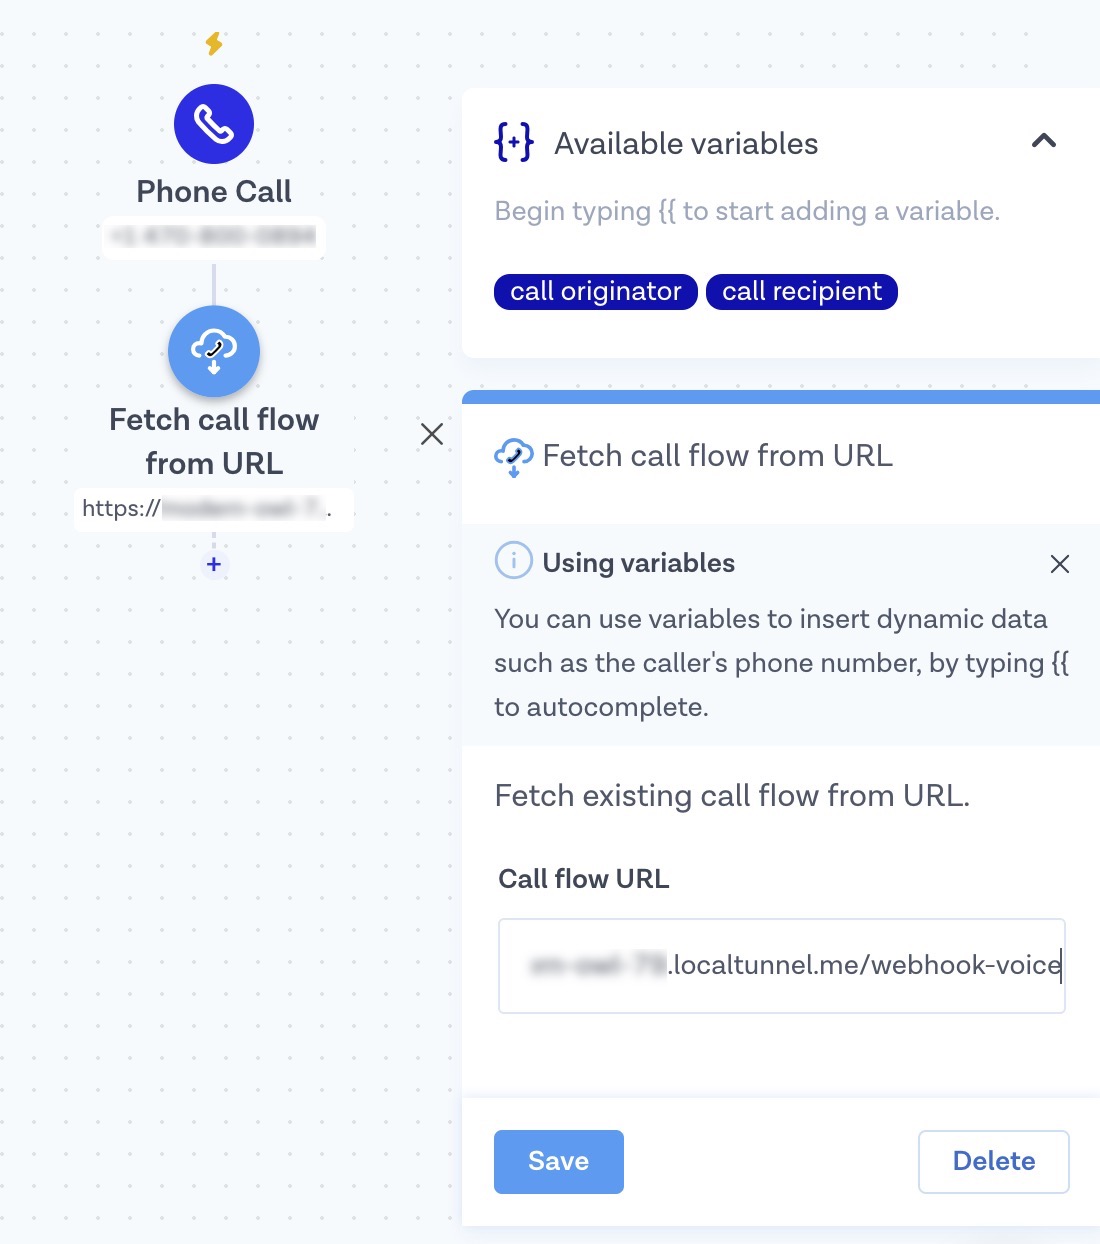 Phone Call
Fetch call flow
from URL
https://
Available variables
Begin typing {{ to start adding a variable.
call originator call recipient
Fetch call flow from URL
Using variables
You can use variables to insert dynamic data
such as the caller's phone number, by typing {{
to autocomplete.
Fetch existing call flow from URL.
Call flow URL
.localtunnel.me/webhook-voice
Save Delete